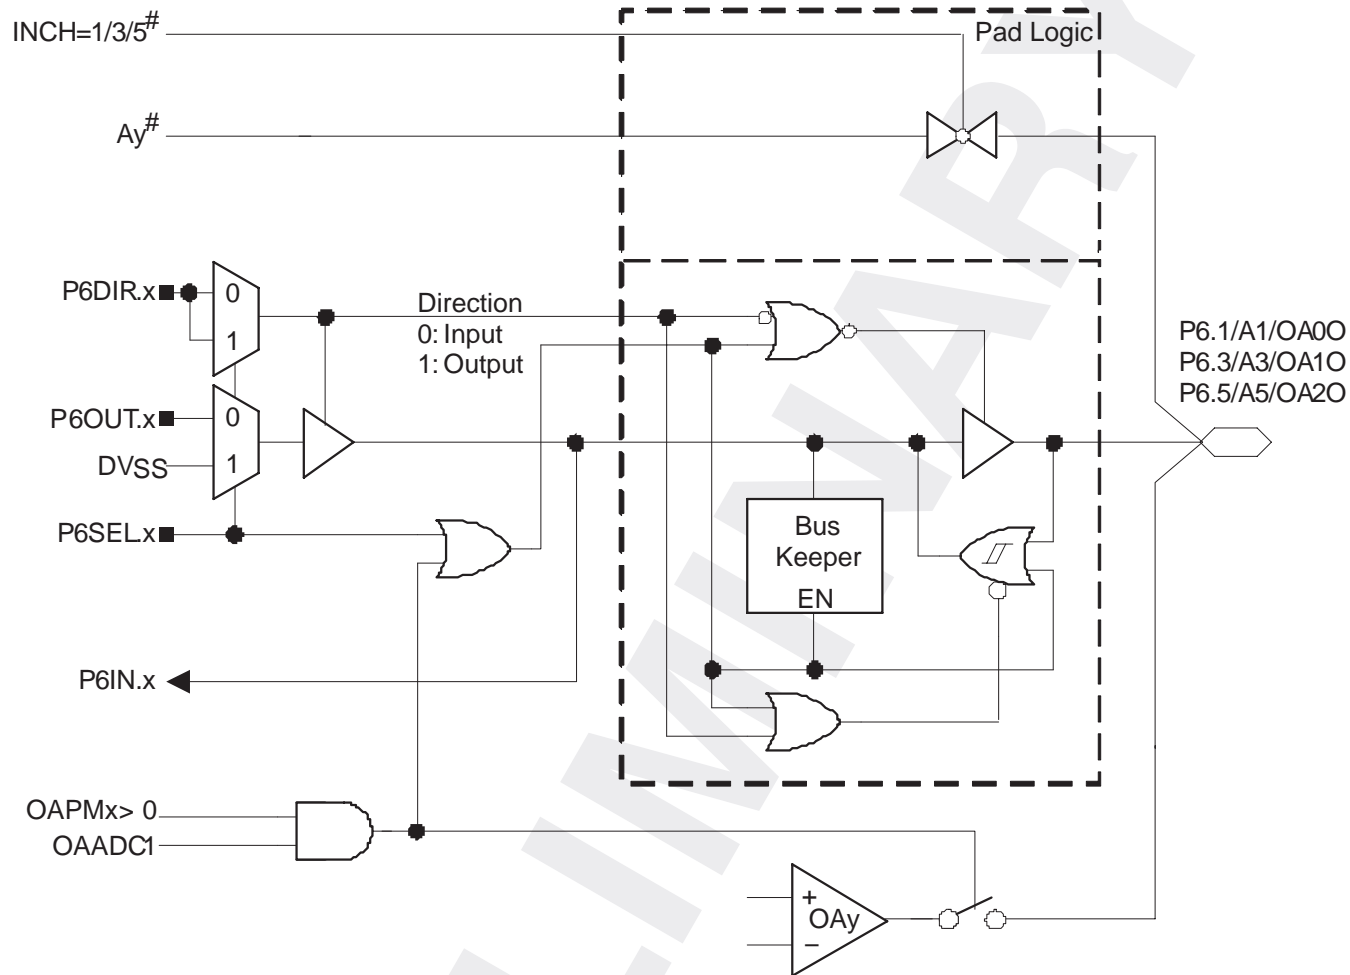 INCH=1/3/5#
Pad Logic
Ay#
P6DIR.x
0
1
Direction
0: Input
1: Output
P6.1/A1/OA0O
P6.3/A3/OA1O
P6.5/A5/OA2O
P6OUT.x
0
DVSS
1
P6SEL.x
Bus
Keeper
EN
P6IN.x
OAPMx> 0
OAADC1
+
OAy
−